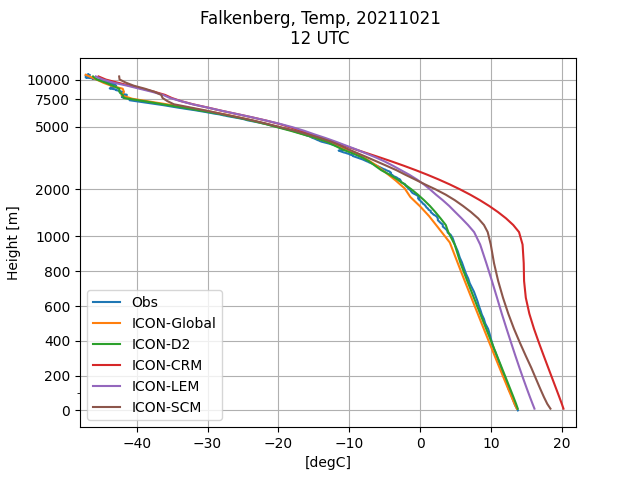 Falkenberg, Temp, 20211021
12 UTC
Height [m]
10000
7500
5000
2000
1000
800
600
400
200
0
Obs
ICON-Global
ICON-D2
ICON-CRM
ICON-LEM
ICON-SCM
−40
−30
−20
−10
0
10
20
[degC]